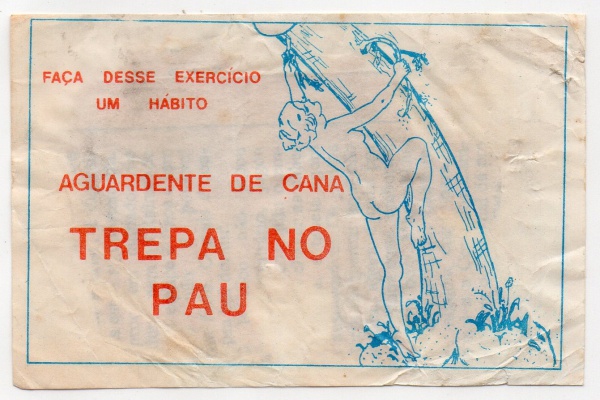 FAÇA DESSE EXERCÍCIO
UM HÁBITO
AGUARDENTE DE CANA
TREPA NO
PAU